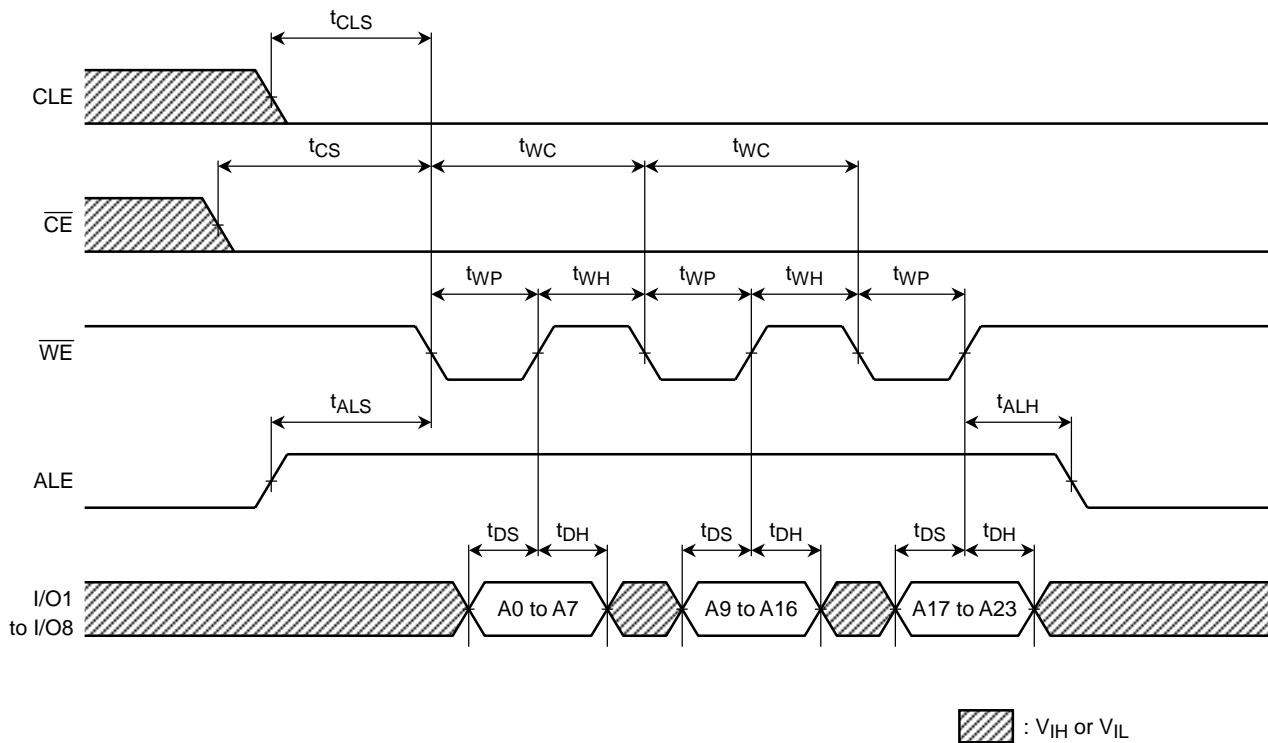 tCLS
CLE
tCS tWC tWC
CE
tWP tWH tWP tWH tWP
WE
tALS tALH
ALE
tDS tDH tDS tDH tDS tDH
I/O1
to I/O8
A0 to A7 A9 to A16 A17 to A23
: VIH or VIL